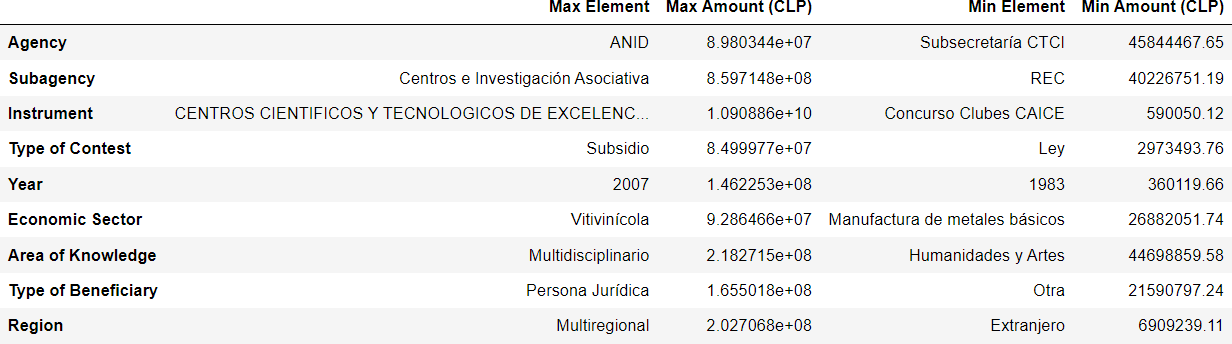 Max Element Max Amount (CLP) Min Element Min Amount (CLP)
Agency ANID 8.980344e+07 Subsecretaría CTCI 45844467.65
Subagency Centros e Investigación Asociativa 8.597148e+08 REC 40226751.19
Instrument CENTROS CIENTIFICOS Y TECNOLOGICOS DE EXCELENC... 1.090886e+10 Concurso Clubes CAICE 590050.12
Type of Contest Subsidio 8.499977e+07 Ley 2973493.76
Year 2007 1.462253e+08 1983 360119.66
Economic Sector Vitivinícola 9.286466e+07 Manufactura de metales básicos 26882051.74
Area of Knowledge Multidisciplinario 2.182715e+08 Humanidades y Artes 44698859.58
Type of Beneficiary Persona Jurídica 1.655018e+08 Otra 21590797.24
Region Multiregional 2.027068e+08 Extranjero 6909239.11